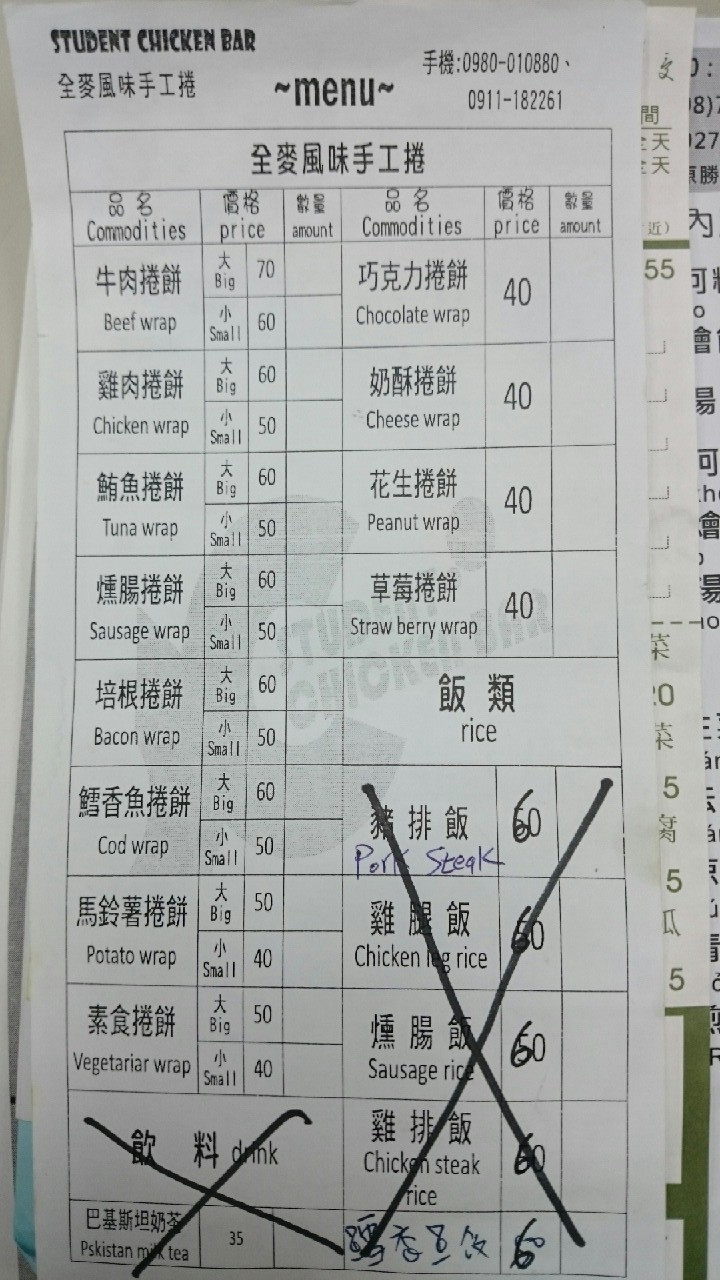 STUDENT CHICKEN BAR
全麥風味手工捲
~menu~
手機:0980-010880、
0911-182261
全麥風味手工捲
品名 價格 數量 品名 價格 數量
Commodities price amount Commodities price amount
牛肉捲餅 大 Big 70
Beef wrap 小 Small 60
巧克力捲餅 40
Chocolate wrap
雞肉捲餅 大 Big 60
Chicken wrap 小 Small 50
奶酥捲餅 40
Cheese wrap
鮪魚捲餅 大 Big 60
Tuna wrap 小 Small 50
花生捲餅 40
Peanut wrap
燻腸捲餅 大 Big 60
Sausage wrap 小 Small 50
草莓捲餅 40
Straw berry wrap
培根捲餅 大 Big 60
Bacon wrap 小 Small 50
飯類
rice
鱈香魚捲餅 大 Big 60
Cod wrap 小 Small 50
豬排飯 60
Pork Steak
馬鈴薯捲餅 大 Big 50
Potato wrap 小 Small 40
雞腿飯 60
Chicken leg rice
素食捲餅 大 Big 50
Vegetariar wrap 小 Small 40
燻腸飯 60
Sausage rice
飲料 drink
雞排飯 60
Chicken steak
rice
巴基斯坦奶茶 35
Pskistan milk tea
鱈香魚飯
STUDENT
CHICKEN BAR